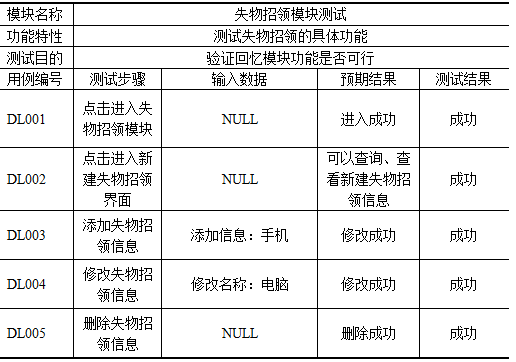 模块名称 失物招领模块测试
功能特性 测试失物招领的具体功能
测试目的 验证回忆模块功能是否可行
用例编号 测试步骤 输入数据 预期结果 测试结果
DL001 点击进入失物招领模块 NULL 进入成功 成功
DL002 点击进入新建失物招领界面 NULL 可以查询、查看新建失物招领信息 成功
DL003 添加失物招领信息 添加信息：手机 修改成功 成功
DL004 修改失物招领信息 修改名称：电脑 修改成功 成功
DL005 删除失物招领信息 NULL 删除成功 成功